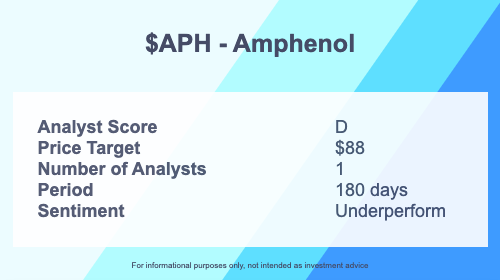 $APH - Amphenol
Analyst Score D
Price Target $88
Number of Analysts 1
Period 180 days
Sentiment Underperform
For informational purposes only, not intended as investment advice